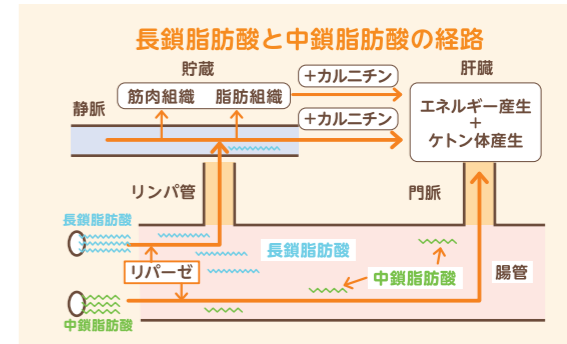 長鎖脂肪酸と中鎖脂肪酸の経路
貯蔵
肝臓
+カルニチン
静脈
筋肉組織 脂肪組織
エネルギー産生
+
ケトン体産生
+カルニチン
リンパ管
門脈
長鎖脂肪酸
長鎖脂肪酸
リパーゼ
中鎖脂肪酸
腸管
中鎖脂肪酸